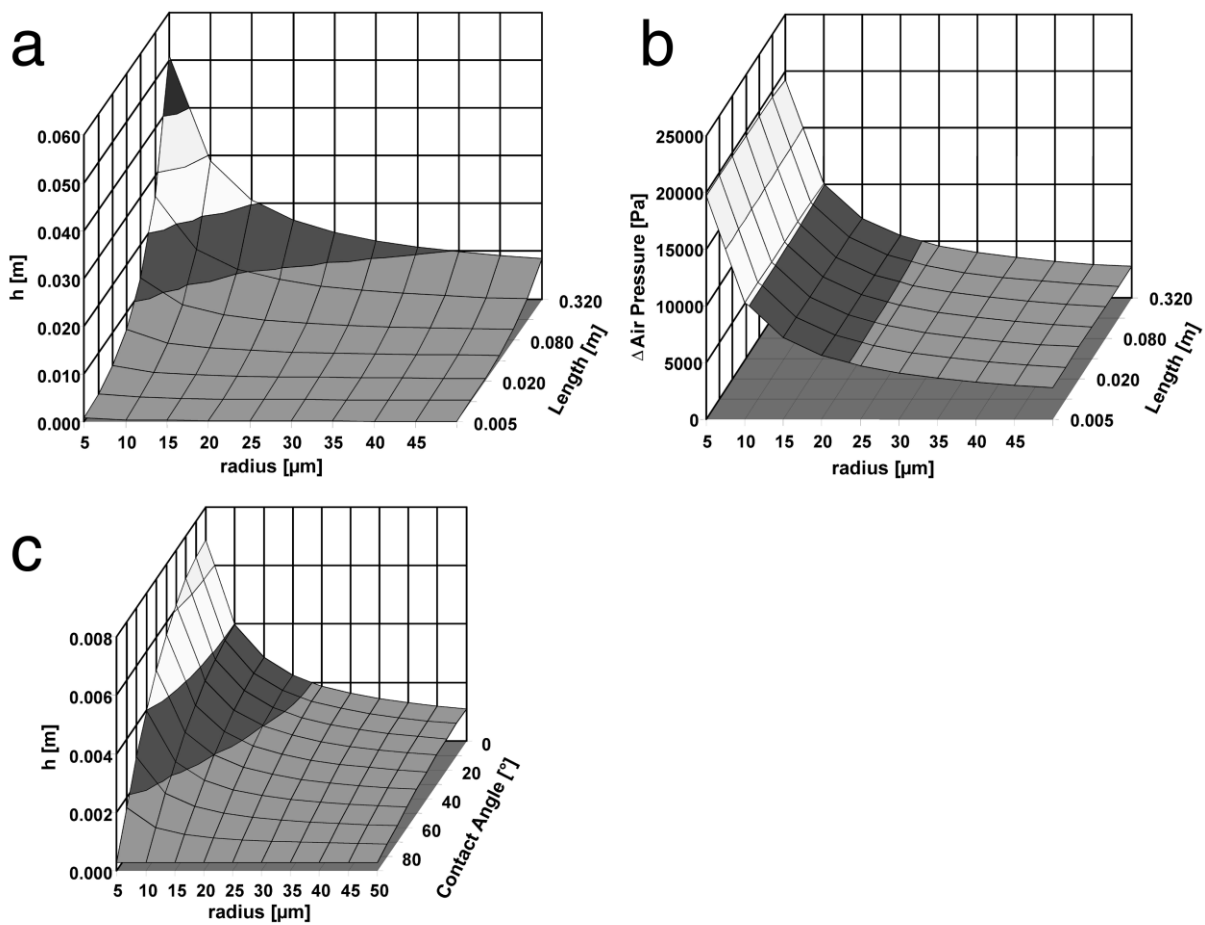 a
h [m]
0.060
0.050
0.040
0.030
0.020
0.010
0.000
5 10 15 20 25 30 35 40 45
radius [µm]
0.320
0.080
0.020
0.005
Length [m]
b
Δ Air Pressure [Pa]
25000
20000
15000
10000
5000
0
5 10 15 20 25 30 35 40 45
radius [µm]
0.320
0.080
0.020
0.005
Length [m]
c
h [m]
0.008
0.006
0.004
0.002
0.000
5 10 15 20 25 30 35 40 45 50
radius [µm]
0
20
40
60
80
Contact Angle [°]